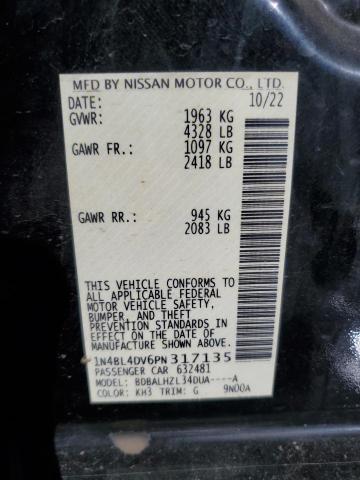 MFD BY NISSAN MOTOR CO., LTD.
DATE: 10/22
GVWR: 1963 KG
4328 LB
GAWR FR.: 1097 KG
2418 LB
GAWR RR.: 945 KG
2083 LB
THIS VEHICLE CONFORMS TO
ALL APPLICABLE FEDERAL
MOTOR VEHICLE SAFETY,
BUMPER, AND THEFT
PREVENTION STANDARDS IN
EFFECT ON THE DATE OF
MANUFACTURE SHOWN ABOVE.
1N4BL4DV6PN317135
PASSENGER CAR 632481
MODEL: BDBALHZL34DUA----A
COLOR: KH3 TRIM: G 9N00A